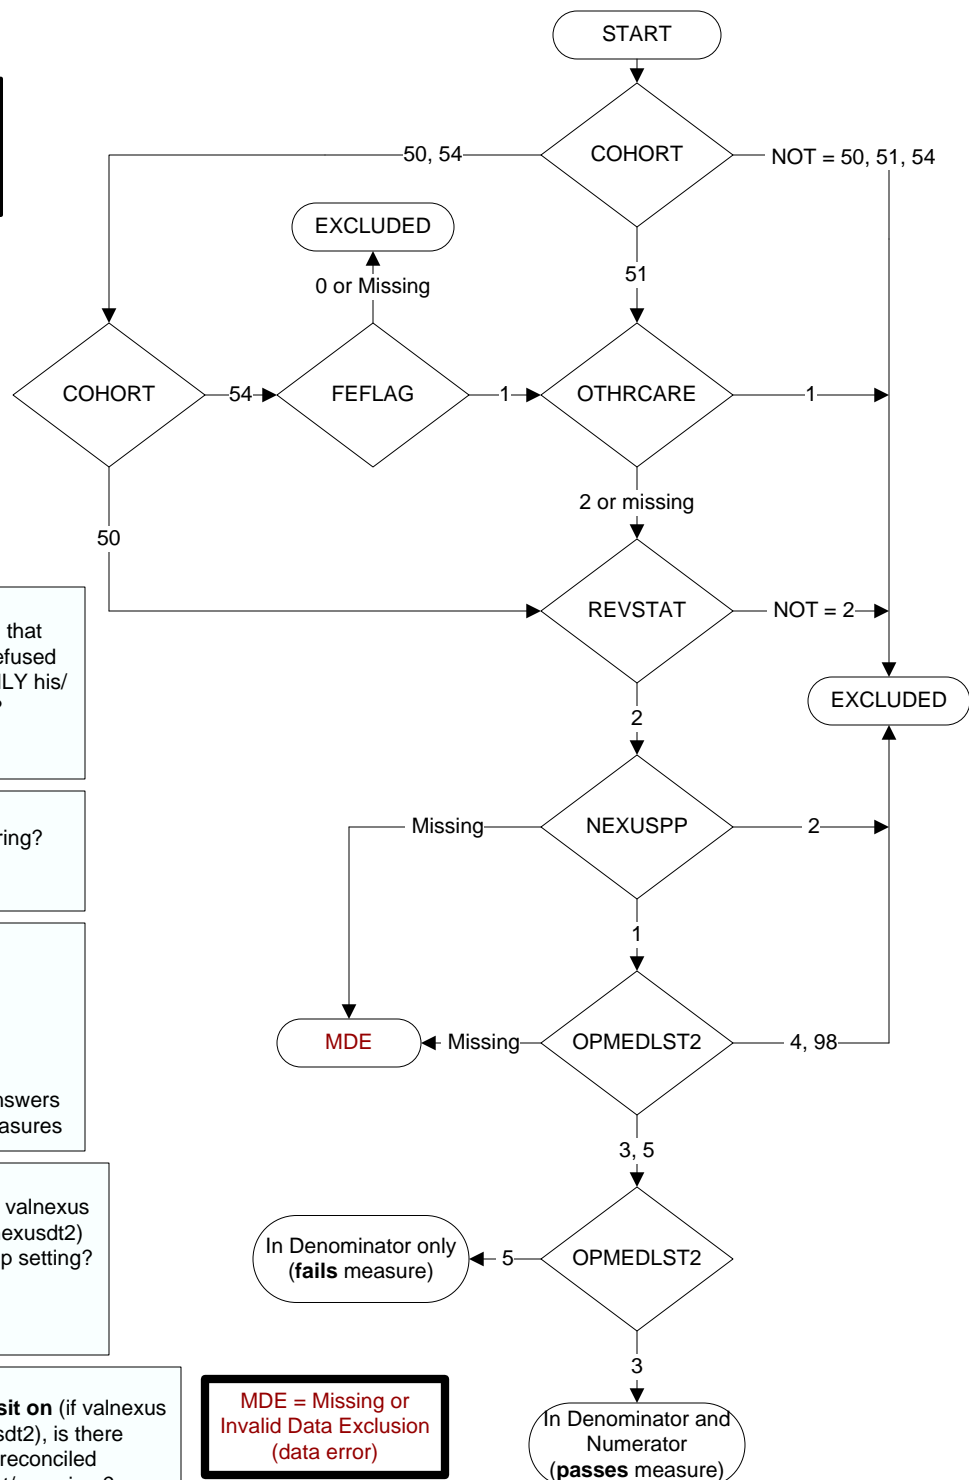 START
COHORT
50, 54
NOT = 50, 51, 54
EXCLUDED
0 or Missing
51
COHORT
54
FEFLAG
1
OTHRCARE
1
2 or missing
50
REVSTAT
NOT = 2
that
LY his/
?
EXCLUDED
2
ring?
Missing
NEXUSPP
2
1
MDE
Missing
OPMEDLST2
4, 98
asures
3, 5
valnexus
p setting?
In Denominator only
(fails measure)
5
OPMEDLST2
3
sit on (if valnexus
sdt2), is there
reconciled
MDE = Missing or
Invalid Data Exclusion
(data error)
In Denominator and
Numerator
(passes measure)